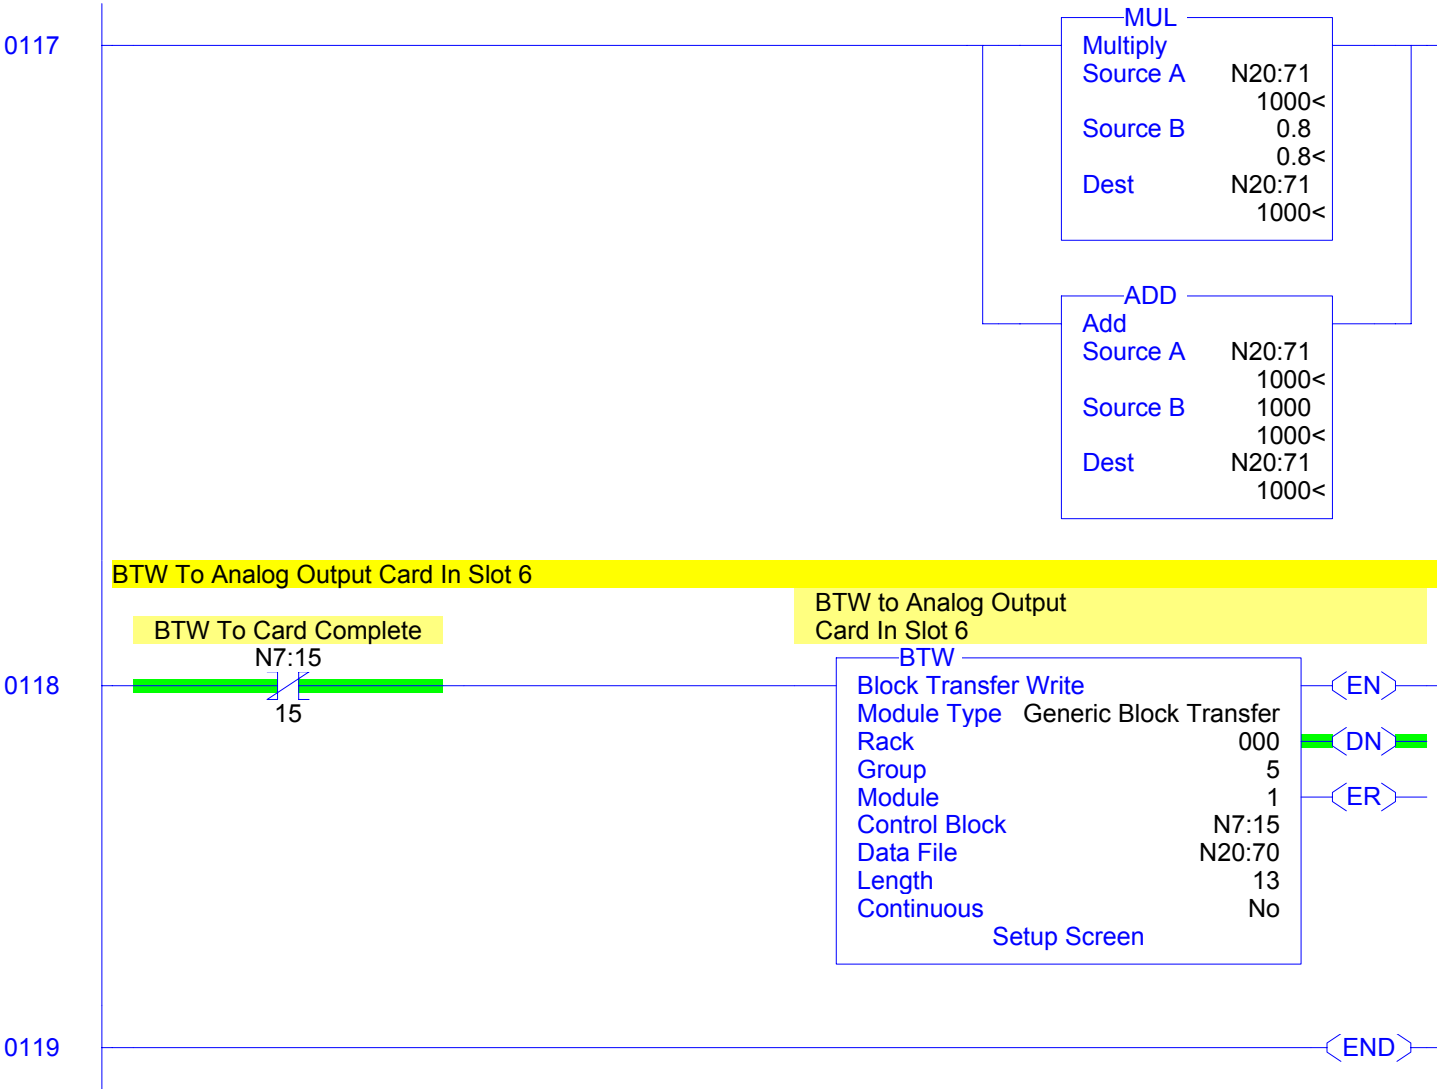 0117
MUL
Multiply
Source A N20:71
1000<
Source B 0.8
0.8<
Dest N20:71
1000<
ADD
Add
Source A N20:71
1000<
Source B 1000
1000<
Dest N20:71
1000<
BTW To Analog Output Card In Slot 6
BTW To Card Complete
N7:15
15
0118
BTW to Analog Output
Card In Slot 6
BTW
Block Transfer Write
Module Type Generic Block Transfer
Rack 000
Group 5
Module 1
Control Block N7:15
Data File N20:70
Length 13
Continuous No
Setup Screen
EN
DN
ER
0119
END